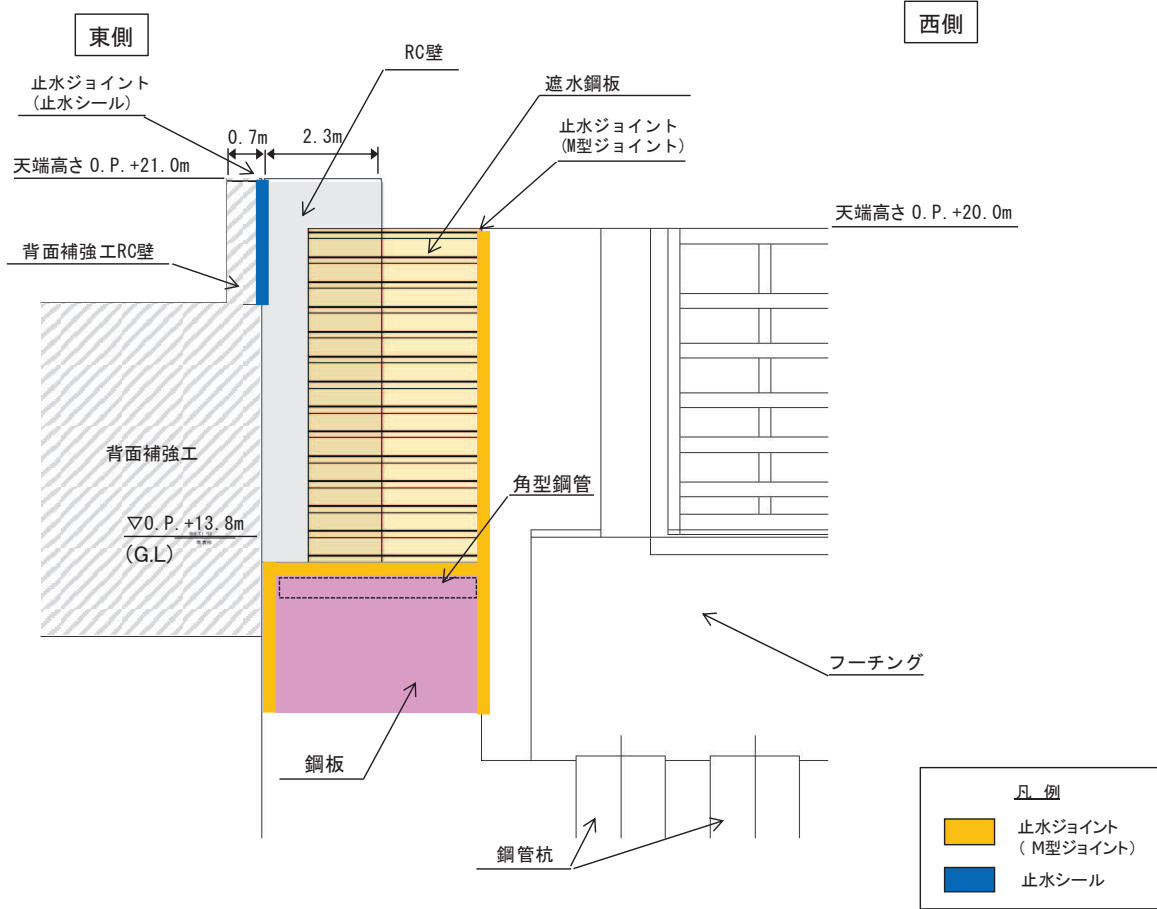 東側
西側
RC壁
止水ジョイント
(止水シール)
遮水鋼板
止水ジョイント
(M型ジョイント)
0.7m
2.3m
天端高さ O.P.+21.0m
天端高さ O.P.+20.0m
背面補強工RC壁
背面補強工
角型鋼管
▽O.P.+13.8m
(G.L)
フーチング
鋼板
鋼管杭
凡 例
止水ジョイント
( M型ジョイント)
止水シール